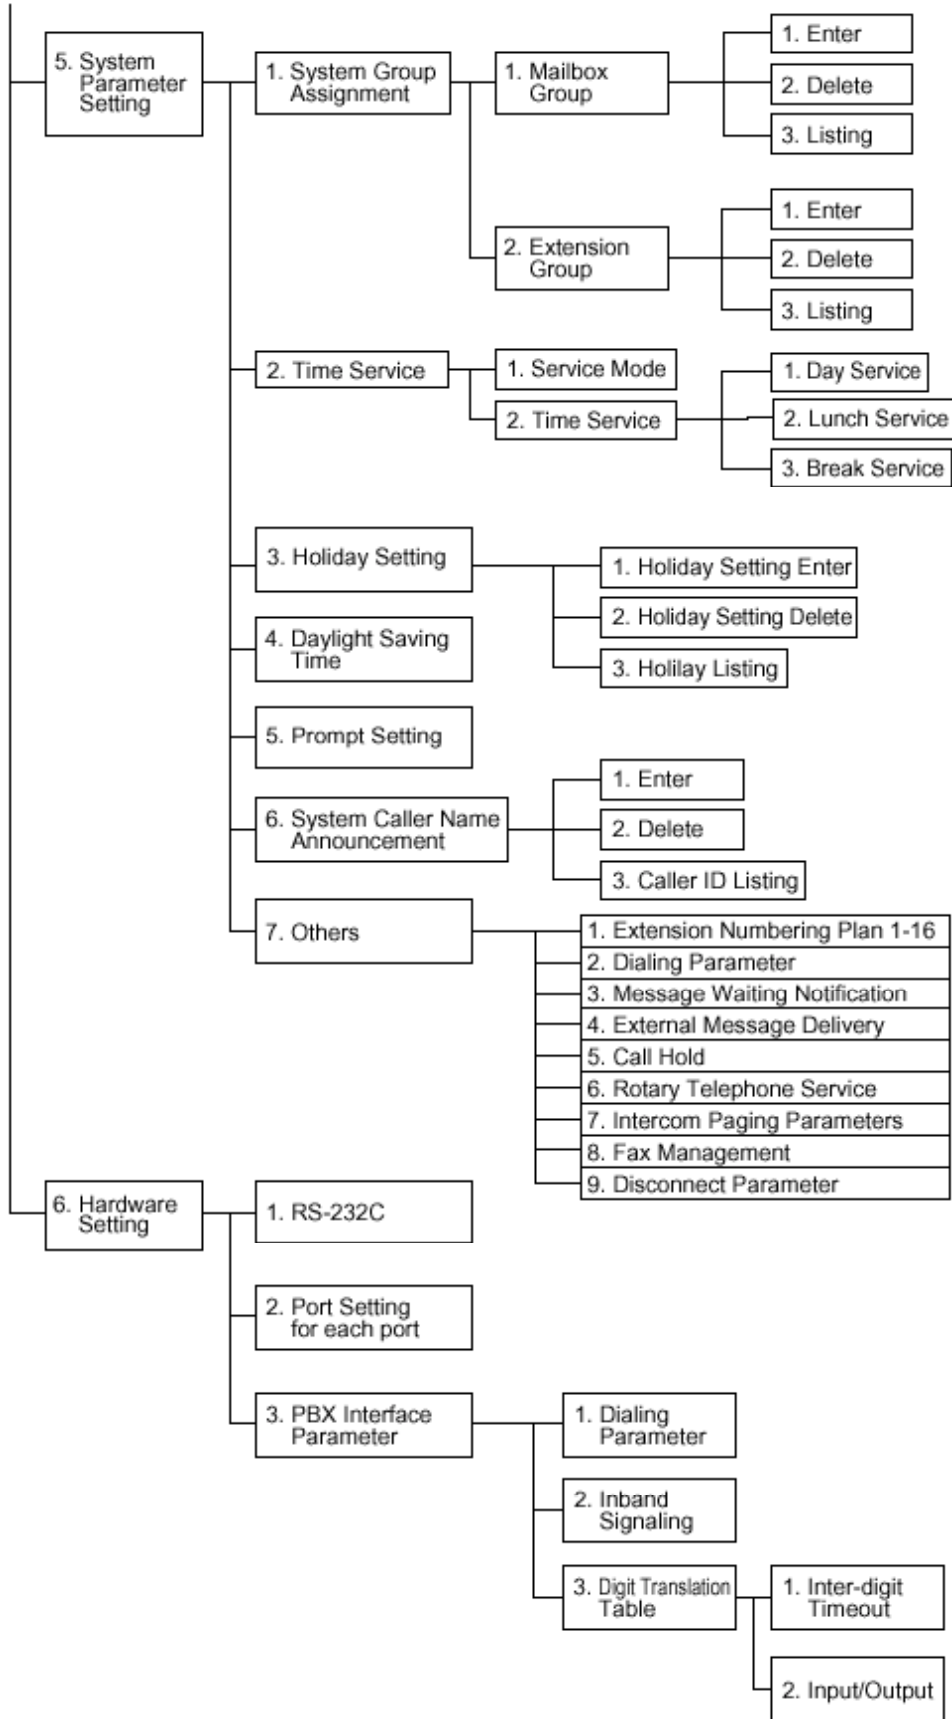 5. System
Parameter
Setting
1. System Group
Assignment
1. Mailbox
Group
1. Enter
2. Delete
3. Listing
2. Extension
Group
1. Enter
2. Delete
3. Listing
2. Time Service
1. Service Mode
2. Time Service
1. Day Service
2. Lunch Service
3. Break Service
3. Holiday Setting
1. Holiday Setting Enter
2. Holiday Setting Delete
3. Holilay Listing
4. Daylight Saving
Time
5. Prompt Setting
6. System Caller Name
Announcement
1. Enter
2. Delete
3. Caller ID Listing
7. Others
1. Extension Numbering Plan 1-16
2. Dialing Parameter
3. Message Waiting Notification
4. External Message Delivery
5. Call Hold
6. Rotary Telephone Service
7. Intercom Paging Parameters
8. Fax Management
9. Disconnect Parameter
6. Hardware
Setting
1. RS-232C
2. Port Setting
for each port
3. PBX Interface
Parameter
1. Dialing
Parameter
2. Inband
Signaling
3. Digit Translation
Table
1. Inter-digit
Timeout
2. Input/Output